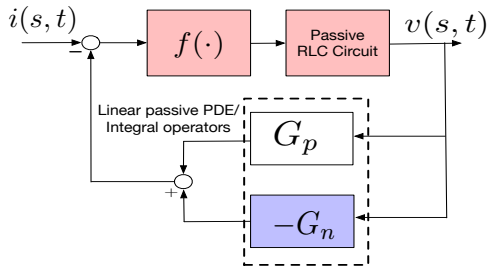 i(s, t)
−
f(·)
Passive
RLC Circuit
v(s, t)
Linear passive PDE/
Integral operators
G_p
+
−G_n